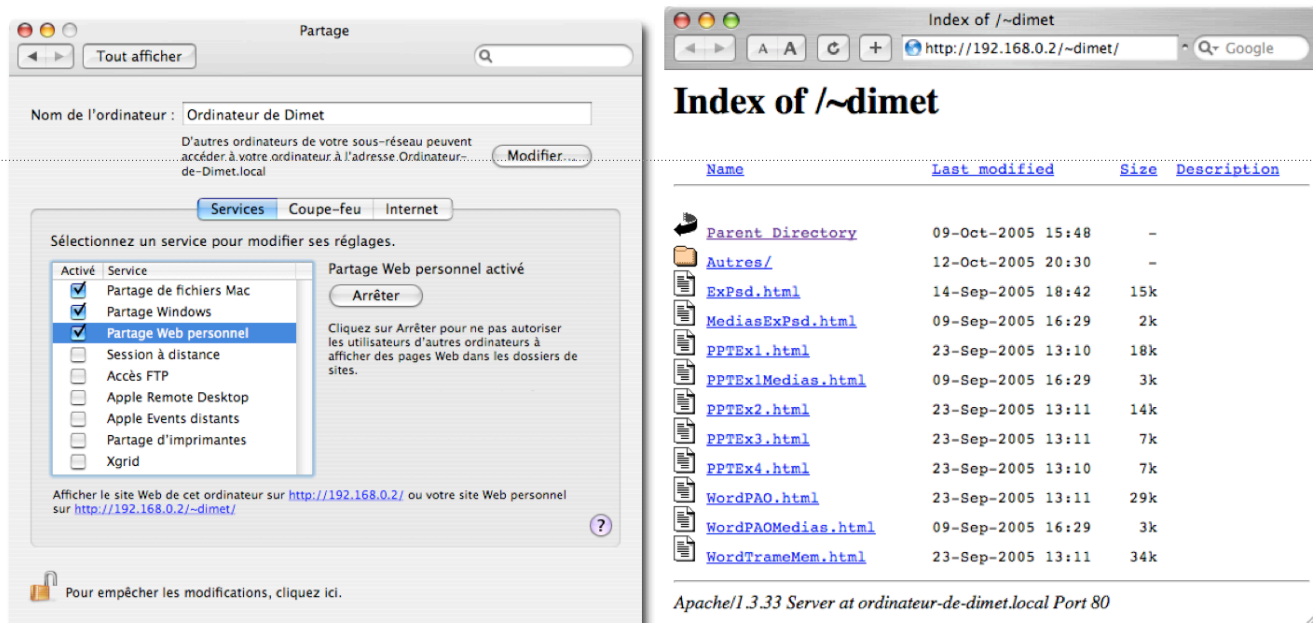 Partage
Tout afficher
Nom de l'ordinateur : Ordinateur de Dimet
D'autres ordinateurs de votre sous-réseau peuvent
accéder à votre ordinateur à l'adresse Ordinateur-
de-Dimet.local
Modifier...
Services Coupe-feu Internet
Sélectionnez un service pour modifier ses réglages.
Activé Service
Partage de fichiers Mac
Partage Windows
Partage Web personnel
Session à distance
Accès FTP
Apple Remote Desktop
Apple Events distants
Partage d'imprimantes
Xgrid
Partage Web personnel activé
Arrêter
Cliquez sur Arrêter pour ne pas autoriser
les utilisateurs d'autres ordinateurs à
afficher des pages Web dans les dossiers de
sites.
Afficher le site Web de cet ordinateur sur http://192.168.0.2/ ou votre site Web personnel
sur http://192.168.0.2/~dimet/
?
Pour empêcher les modifications, cliquez ici.
Index of /~dimet
A A + http://192.168.0.2/~dimet/ Google
Index of /~dimet
Name Last modified Size Description
Parent Directory 09-Oct-2005 15:48 -
Autres/ 12-Oct-2005 20:30 -
ExPsd.html 14-Sep-2005 18:42 15k
MediasExPsd.html 09-Sep-2005 16:29 2k
PPTEx1.html 23-Sep-2005 13:10 18k
PPTEx1Medias.html 09-Sep-2005 16:29 3k
PPTEx2.html 23-Sep-2005 13:11 14k
PPTEx3.html 23-Sep-2005 13:11 7k
PPTEx4.html 23-Sep-2005 13:10 7k
WordPAO.html 23-Sep-2005 13:11 29k
WordPAOMedias.html 09-Sep-2005 16:29 3k
WordTrameMem.html 23-Sep-2005 13:11 34k
Apache/1.3.33 Server at ordinateur-de-dimet.local Port 80